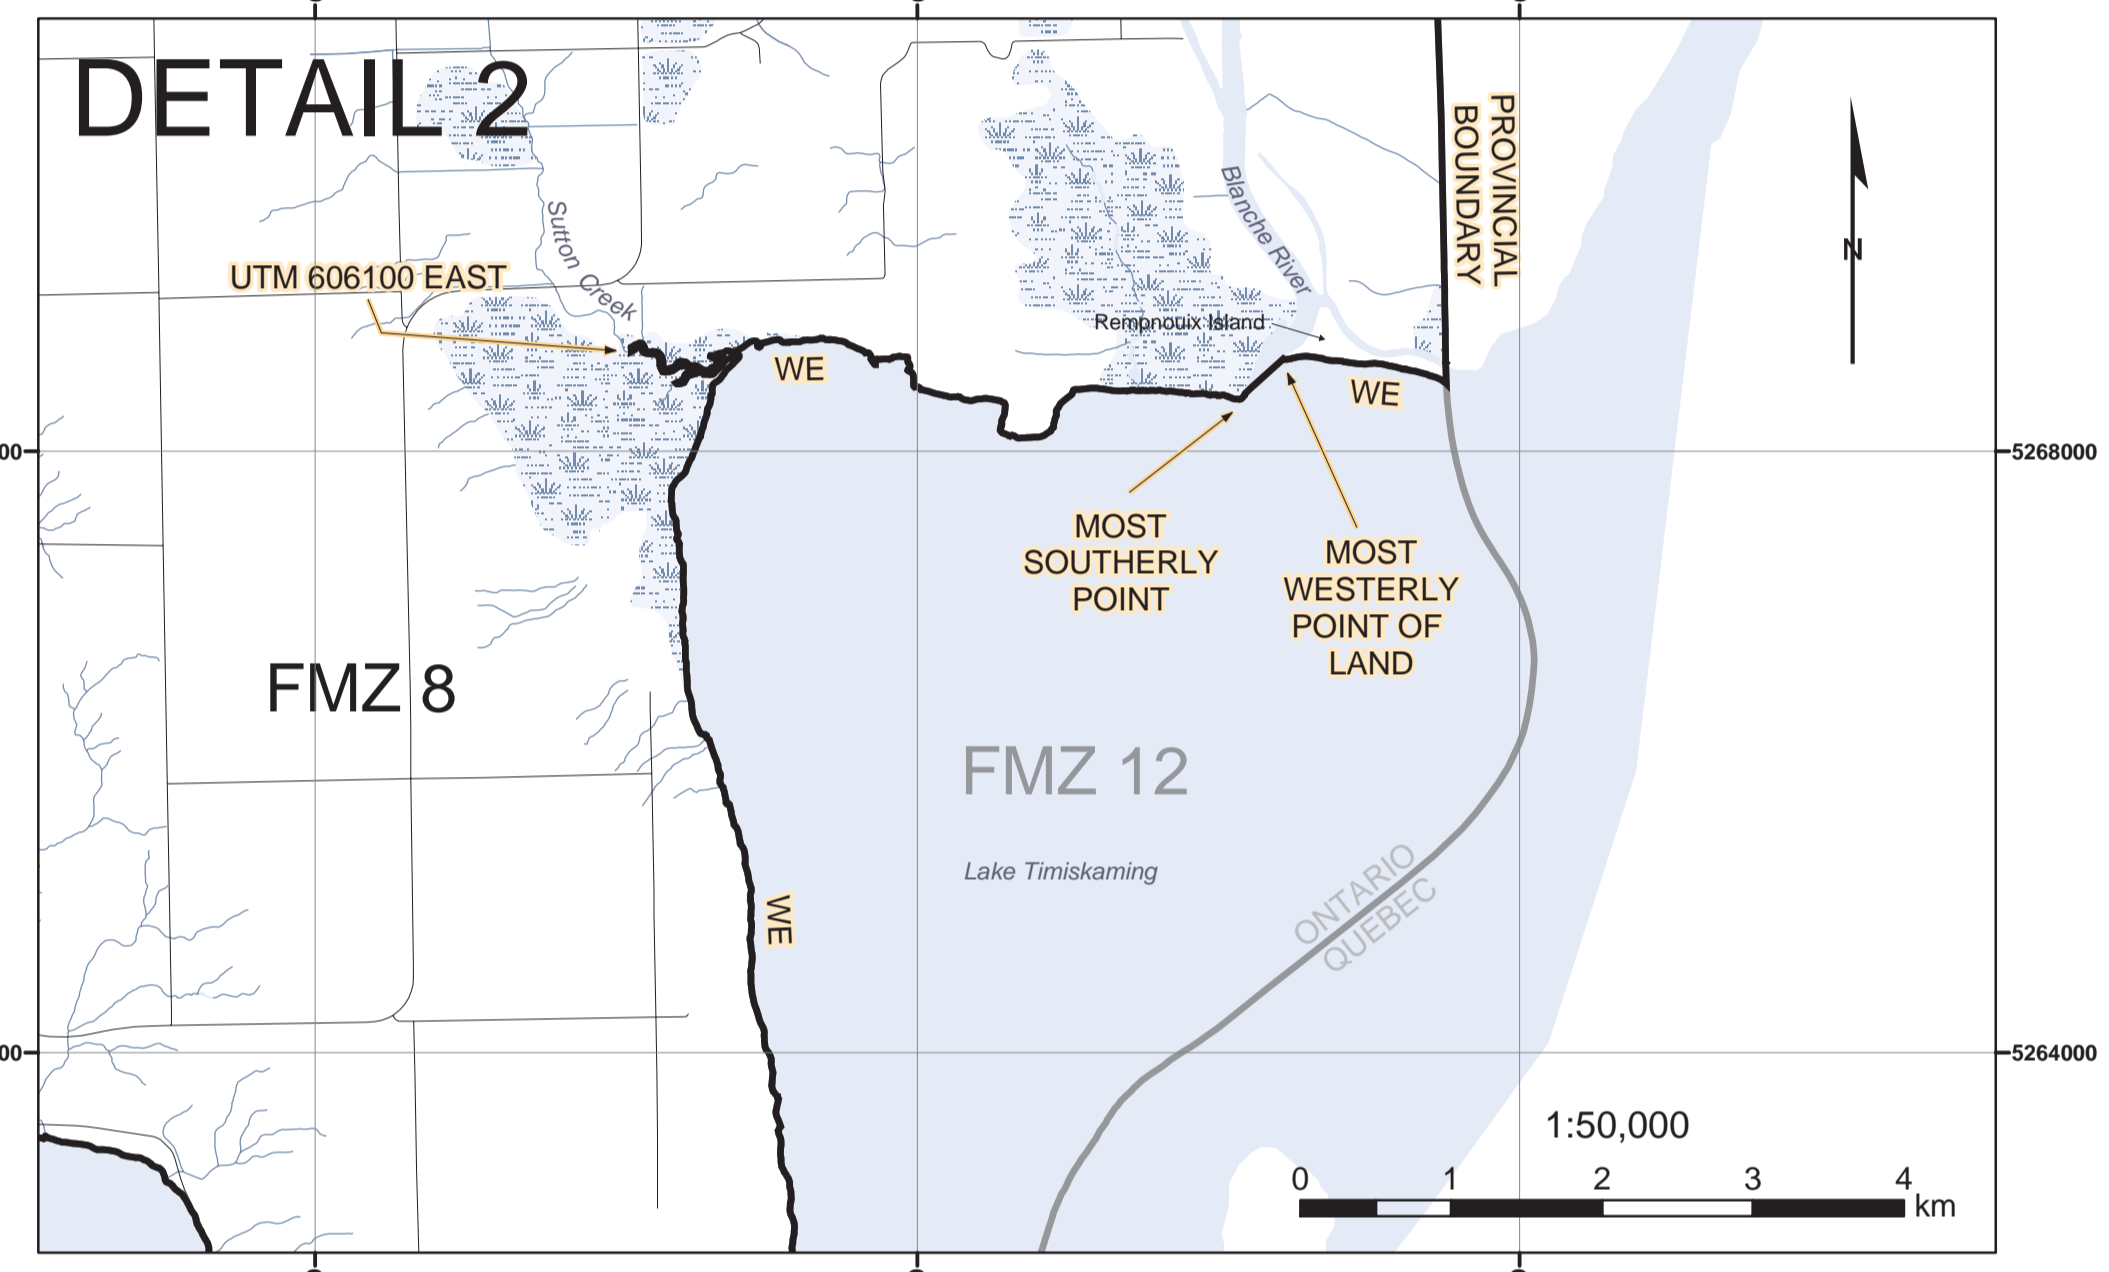 DETAIL 2
PROVINCIAL
BOUNDARY
Blanche River
N
Sutton Creek
UTM 606100 EAST
Rempnouix Island
WE
WE
00
5268000
MOST
SOUTHERLY
POINT
MOST
WESTERLY
POINT OF
LAND
FMZ 8
FMZ 12
Lake Timiskaming
ONTARIO
QUEBEC
WE
00
5264000
1:50,000
0 1 2 3 4
km